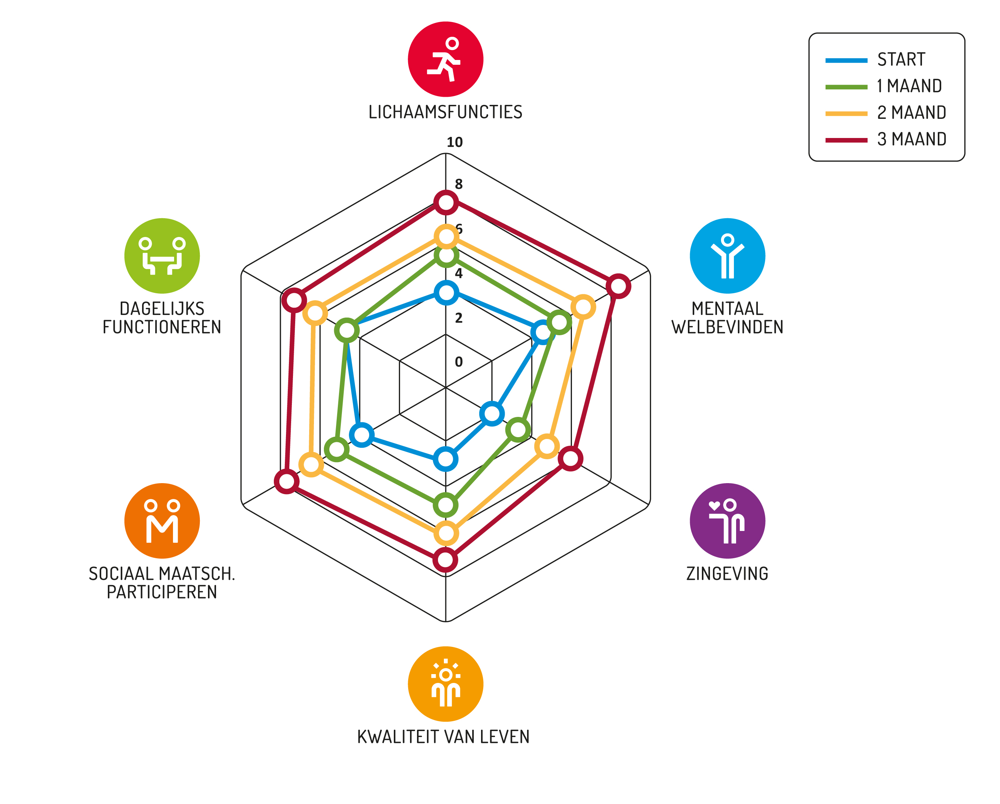 LICHAAMSFUNCTIES
START
1 MAAND
2 MAAND
3 MAAND
10
8
6
4
2
0
DAGELIJKS
FUNCTIONEREN
MENTAAL
WELBEVINDEN
SOCIAAL MAATSCH.
PARTICIPEREN
ZINGEVING
KWALITEIT VAN LEVEN